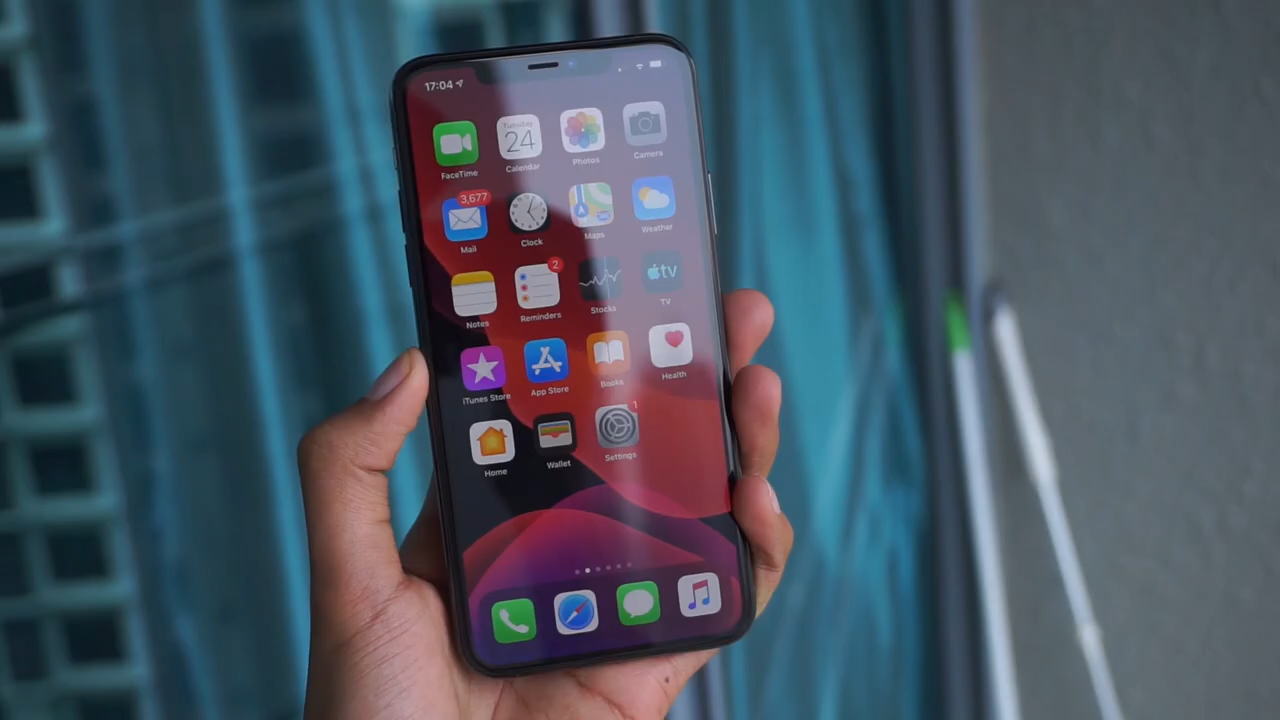 17:04
Tuesday
24
FaceTime
Calendar
Photos
Camera
3,677
Mail
Clock
Maps
Weather
2
tv
Notes
Reminders
Stocks
TV
iTunes Store
App Store
Books
Health
1
Home
Wallet
Settings